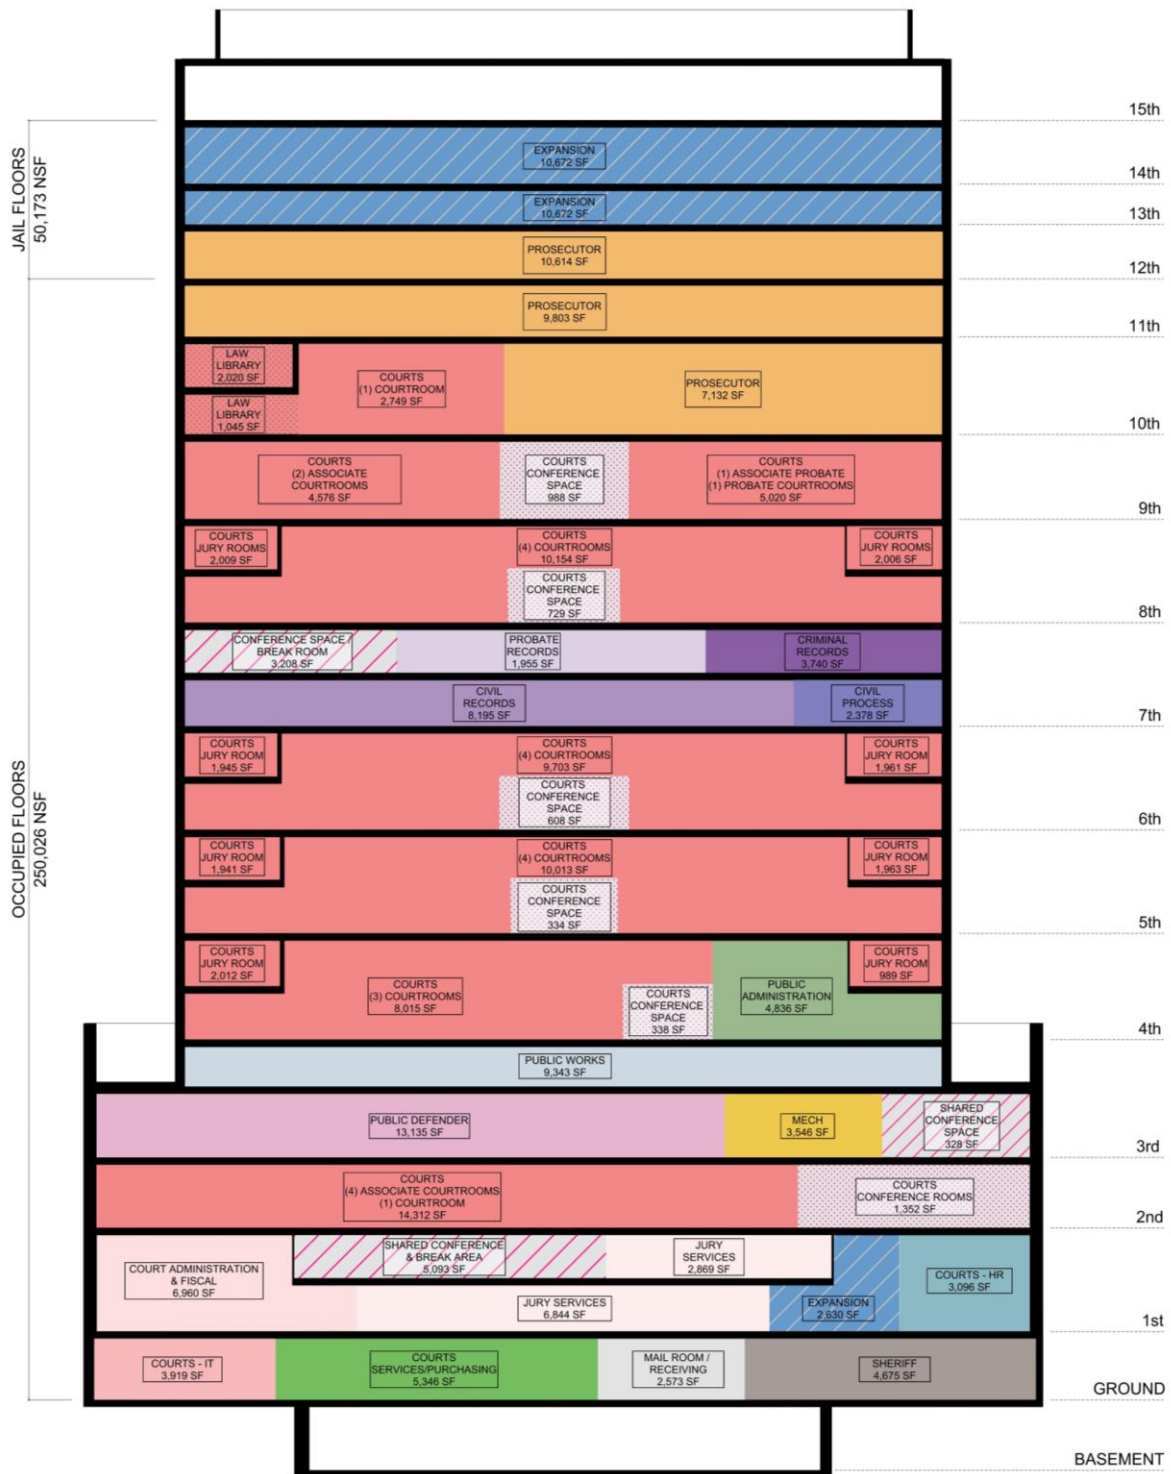 15th
JAIL FLOORS
50,173 NSF
EXPANSION
10,672 SF
14th
EXPANSION
10,672 SF
13th
PROSECUTOR
10,614 SF
12th
OCCUPIED FLOORS
250,026 NSF
PROSECUTOR
9,803 SF
11th
LAW
LIBRARY
2,020 SF
LAW
LIBRARY
1,045 SF
COURTS
(1) COURTROOM
2,749 SF
PROSECUTOR
7,132 SF
10th
COURTS
(2) ASSOCIATE
COURTROOMS
4,576 SF
COURTS
CONFERENCE
SPACE
988 SF
COURTS
(1) ASSOCIATE PROBATE
(1) PROBATE COURTROOMS
5,020 SF
9th
COURTS
JURY ROOMS
2,009 SF
COURTS
(4) COURTROOMS
10,154 SF
COURTS
CONFERENCE
SPACE
729 SF
COURTS
JURY ROOMS
2,006 SF
8th
CONFERENCE SPACE /
BREAK ROOM
3,208 SF
PROBATE
RECORDS
1,955 SF
CRIMINAL
RECORDS
3,740 SF
CIVIL
RECORDS
8,195 SF
CIVIL
PROCESS
2,378 SF
7th
COURTS
JURY ROOM
1,945 SF
COURTS
(4) COURTROOMS
9,703 SF
COURTS
CONFERENCE
SPACE
608 SF
COURTS
JURY ROOM
1,961 SF
6th
COURTS
JURY ROOM
1,941 SF
COURTS
(4) COURTROOMS
10,013 SF
COURTS
CONFERENCE
SPACE
334 SF
COURTS
JURY ROOM
1,963 SF
5th
COURTS
JURY ROOM
2,012 SF
COURTS
(3) COURTROOMS
8,015 SF
COURTS
CONFERENCE
SPACE
338 SF
PUBLIC
ADMINISTRATION
4,836 SF
COURTS
JURY ROOM
989 SF
4th
PUBLIC WORKS
9,343 SF
PUBLIC DEFENDER
13,135 SF
MECH
3,546 SF
SHARED
CONFERENCE
SPACE
328 SF
3rd
COURTS
(4) ASSOCIATE COURTROOMS
(1) COURTROOM
14,312 SF
COURTS
CONFERENCE ROOMS
1,352 SF
2nd
COURT ADMINISTRATION
& FISCAL
6,960 SF
SHARED CONFERENCE
& BREAK AREA
5,093 SF
JURY
SERVICES
2,869 SF
JURY SERVICES
6,844 SF
EXPANSION
2,630 SF
COURTS - HR
3,096 SF
1st
COURTS - IT
3,919 SF
COURTS
SERVICES/PURCHASING
5,346 SF
MAIL ROOM /
RECEIVING
2,573 SF
SHERIFF
4,675 SF
GROUND
BASEMENT